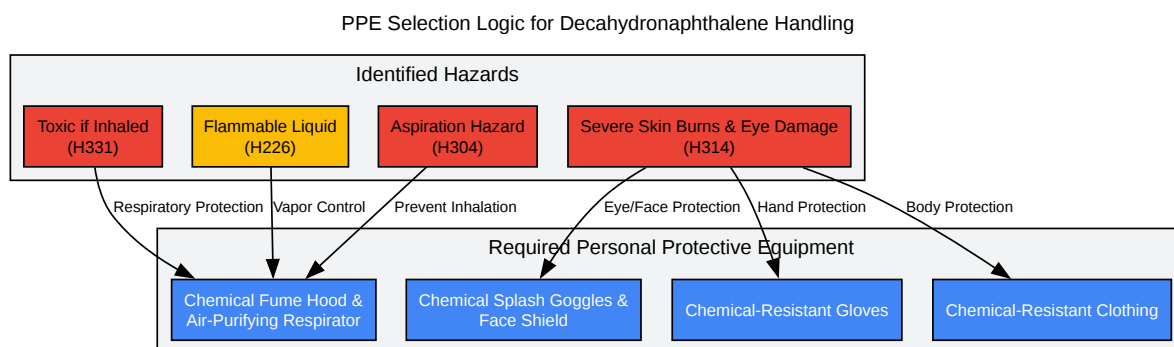 PPE Selection Logic for Decahydronaphthalene Handling
Identified Hazards
Toxic if Inhaled
(H331)
Flammable Liquid
(H226)
Aspiration Hazard
(H304)
Severe Skin Burns & Eye Damage
(H314)
Respiratory Protection
Vapor Control
Prevent Inhalation
Eye/Face Protection
Hand Protection
Body Protection
Required Personal Protective Equipment
Chemical Fume Hood &
Air-Purifying Respirator
Chemical Splash Goggles &
Face Shield
Chemical-Resistant Gloves
Chemical-Resistant Clothing